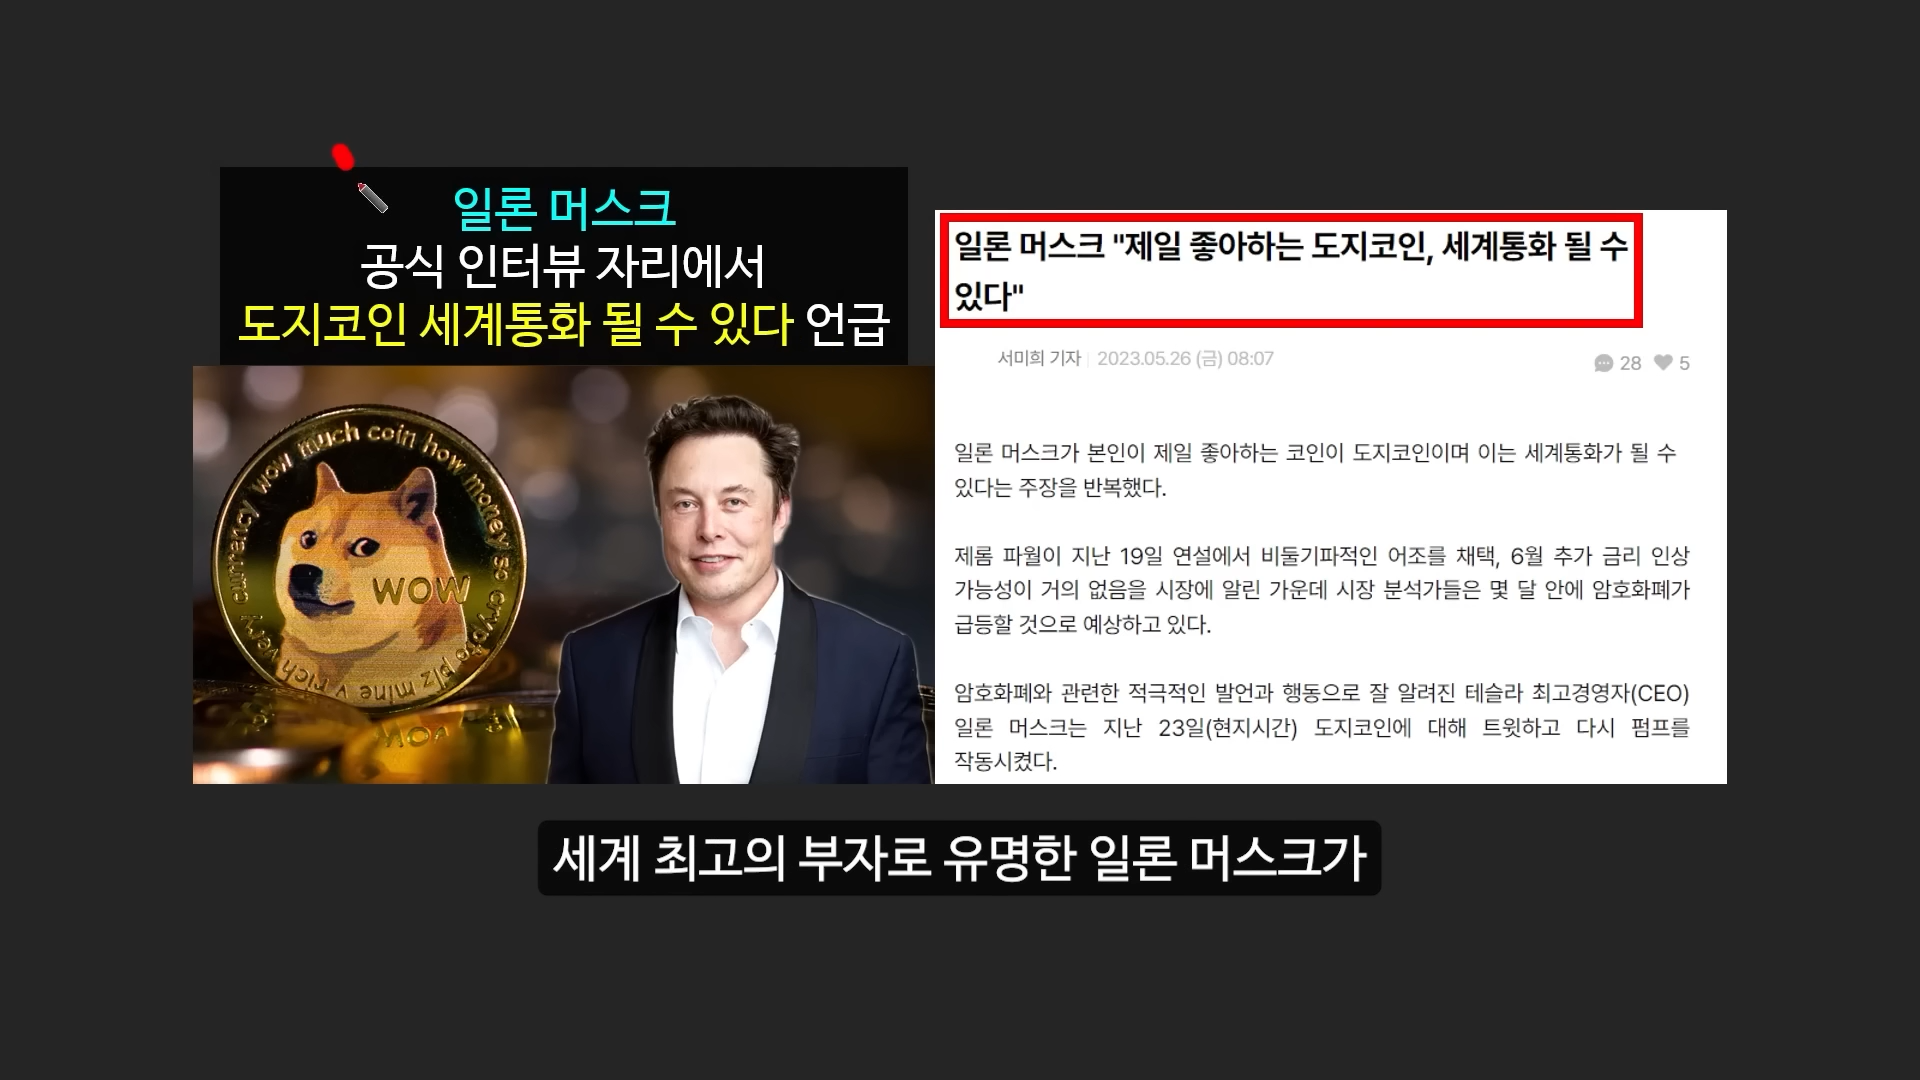 일론 머스크
공식 인터뷰 자리에서
도지코인 세계통화 될 수 있다 언급
very currency wow much coin how money so crypto plz mine v rich
WOW
일론 머스크 "제일 좋아하는 도지코인, 세계통화 될 수
있다"
서미희 기자 2023.05.26 (금) 08:07
28 5
일론 머스크가 본인이 제일 좋아하는 코인이 도지코인이며 이는 세계통화가 될 수
있다는 주장을 반복했다.
제롬 파월이 지난 19일 연설에서 비둘기파적인 어조를 채택, 6월 추가 금리 인상
가능성이 거의 없음을 시장에 알린 가운데 시장 분석가들은 몇 달 안에 암호화폐가
급등할 것으로 예상하고 있다.
암호화폐와 관련한 적극적인 발언과 행동으로 잘 알려진 테슬라 최고경영자(CEO)
일론 머스크는 지난 23일(현지시간) 도지코인에 대해 트윗하고 다시 펌프를
작동시켰다.
세계 최고의 부자로 유명한 일론 머스크가